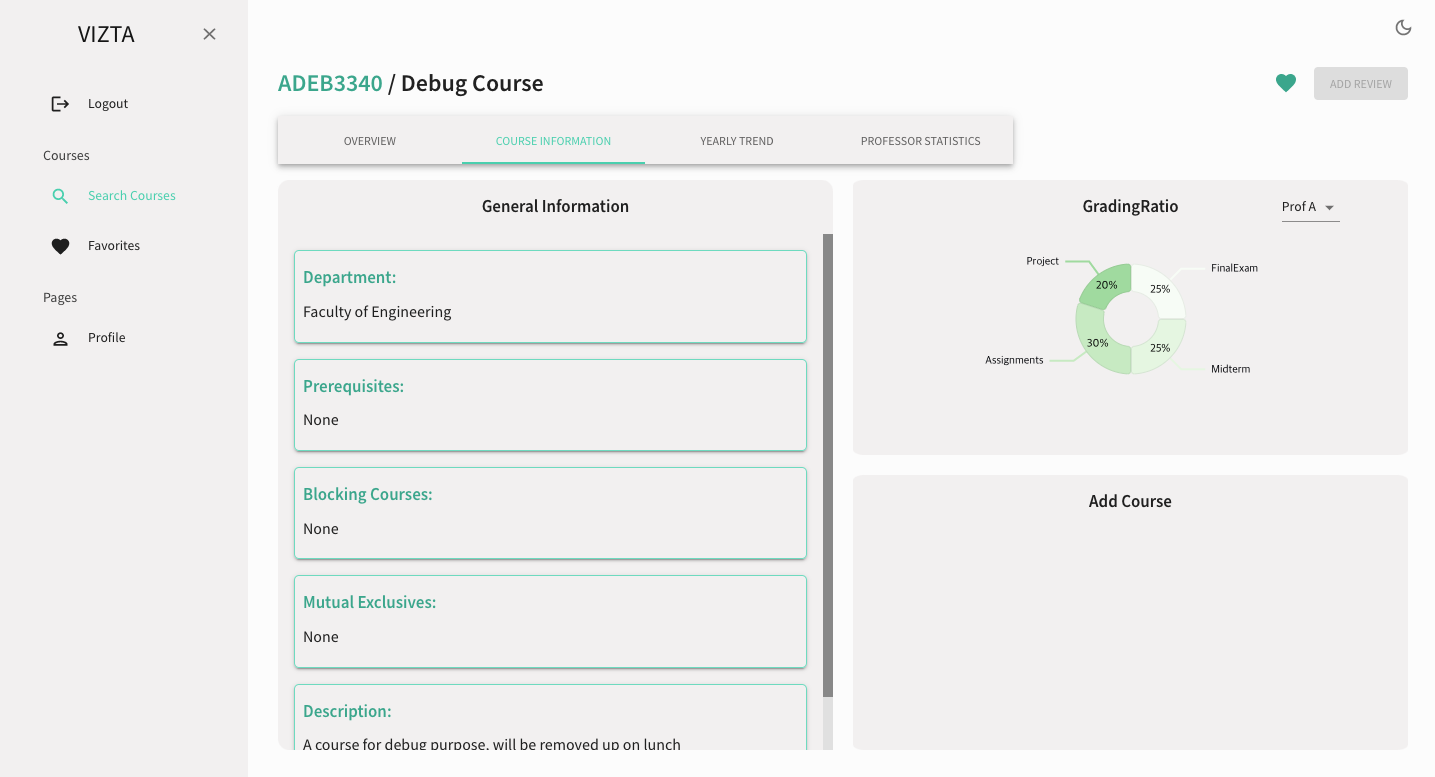 VIZTA
Logout
Courses
Search Courses
Favorites
Pages
Profile
ADEB3340 / Debug Course
ADD REVIEW
OVERVIEW
COURSE INFORMATION
YEARLY TREND
PROFESSOR STATISTICS
General Information
Department:
Faculty of Engineering
Prerequisites:
None
Blocking Courses:
None
Mutual Exclusives:
None
Description:
A course for debug purpose, will be removed up on lunch
GradingRatio
Prof A
Project
FinalExam
20%
25%
30%
25%
Assignments
Midterm
Add Course